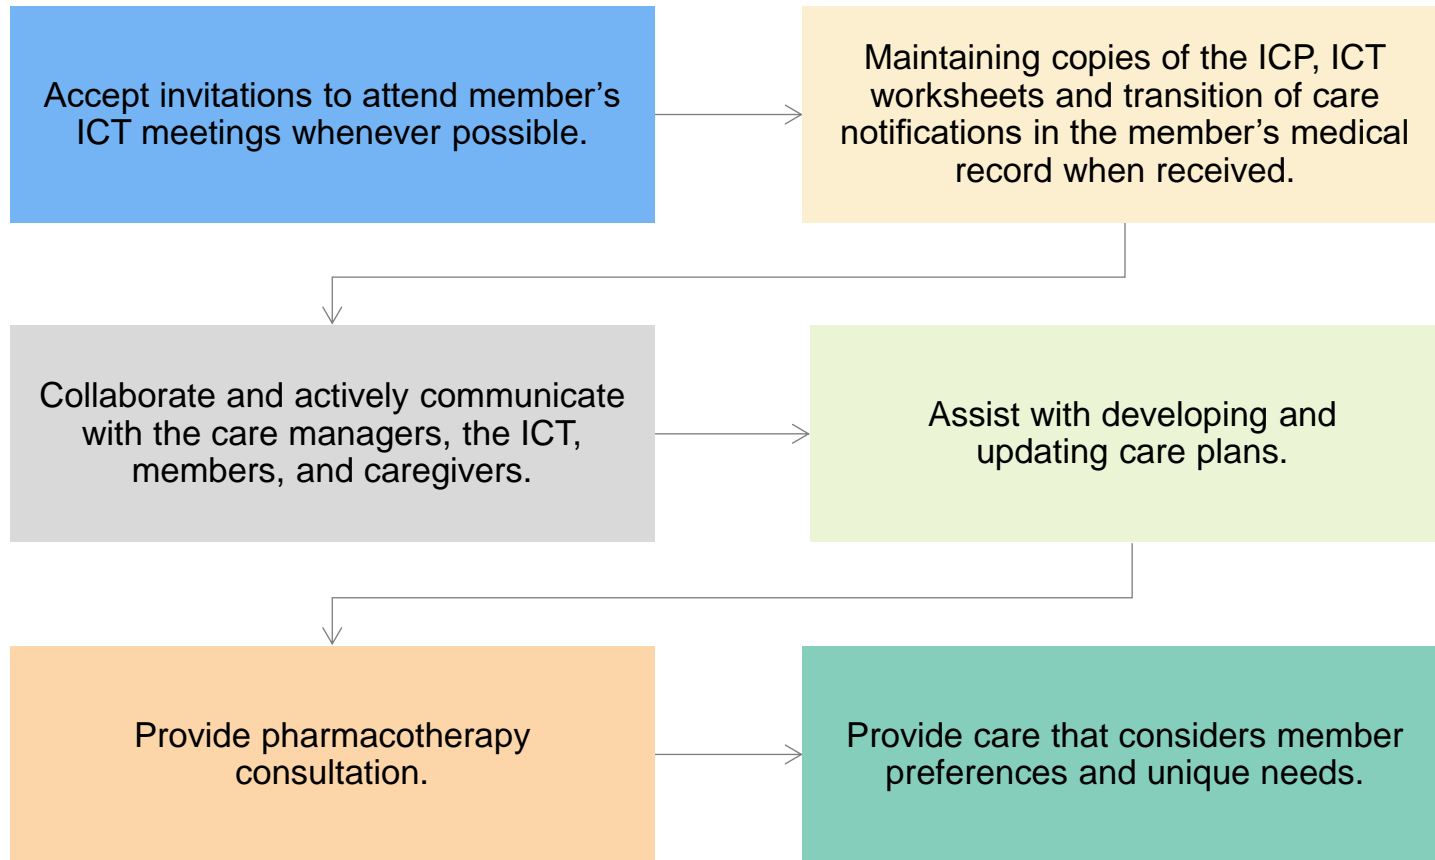 Accept invitations to attend member’s
ICT meetings whenever possible.
Maintaining copies of the ICP, ICT
worksheets and transition of care
notifications in the member’s medical
record when received.
Collaborate and actively communicate
with the care managers, the ICT,
members, and caregivers.
Assist with developing and
updating care plans.
Provide pharmacotherapy
consultation.
Provide care that considers member
preferences and unique needs.